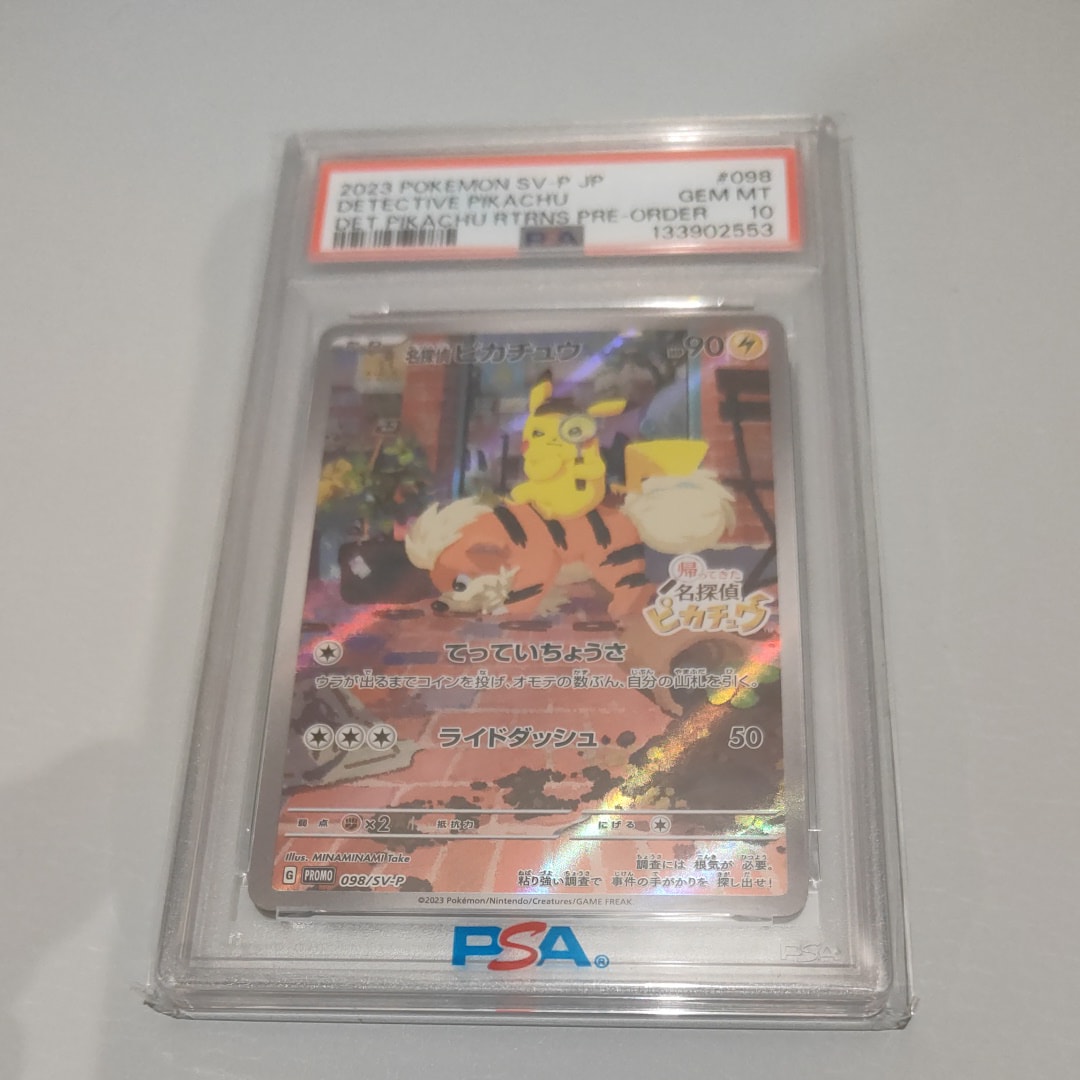 2023 POKEMON SV-P JP #098
DETECTIVE PIKACHU GEM MT
DET PIKACHU RTRNS PRE-ORDER 10
133902553
PSA
名探偵ピカチュウ HP90
帰ってきた
名探偵
ピカチュウ
てっていちょうさ
ウラが出るまでコインを投げ、オモテの数ぶん、自分の山札を引く。
ライドダッシュ 50
弱点 ×2 抵抗力 にげる
Illus. MINAMINAMI Take
調査には 根気が 必要。
G PROMO 098/SV-P
粘り強い調査で 事件の手がかりを 探し出せ!
©2023 Pokémon/Nintendo/Creatures/GAME FREAK
PSA®
PSA